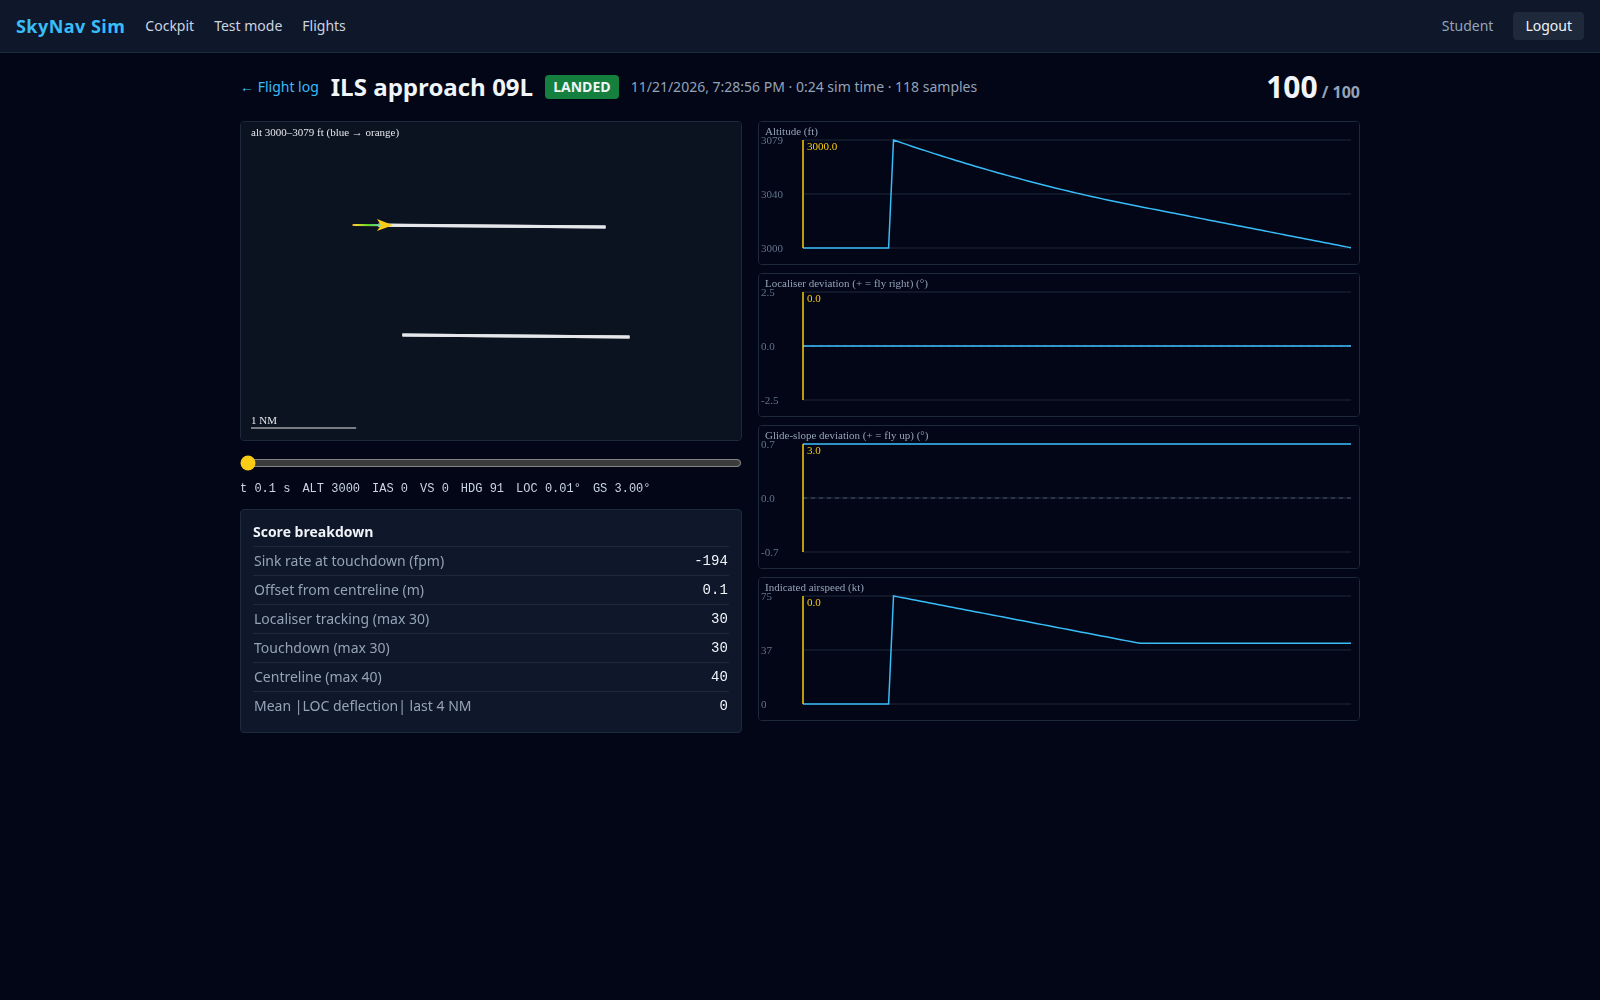 SkyNav Sim Cockpit Test mode Flights Student Logout
← Flight log ILS approach 09L LANDED 11/21/2026, 7:28:56 PM · 0:24 sim time · 118 samples 100 / 100
alt 3000–3079 ft (blue → orange)
1 NM
t 0.1 s ALT 3000 IAS 0 VS 0 HDG 91 LOC 0.01° GS 3.00°
Score breakdown
Sink rate at touchdown (fpm) -194
Offset from centreline (m) 0.1
Localiser tracking (max 30) 30
Touchdown (max 30) 30
Centreline (max 40) 40
Mean |LOC deflection| last 4 NM 0
Altitude (ft)
3079
3000.0
3040
3000
Localiser deviation (+ = fly right) (°)
2.5
0.0
0.0
-2.5
Glide-slope deviation (+ = fly up) (°)
0.7
3.0
0.0
-0.7
Indicated airspeed (kt)
75
0.0
37
0